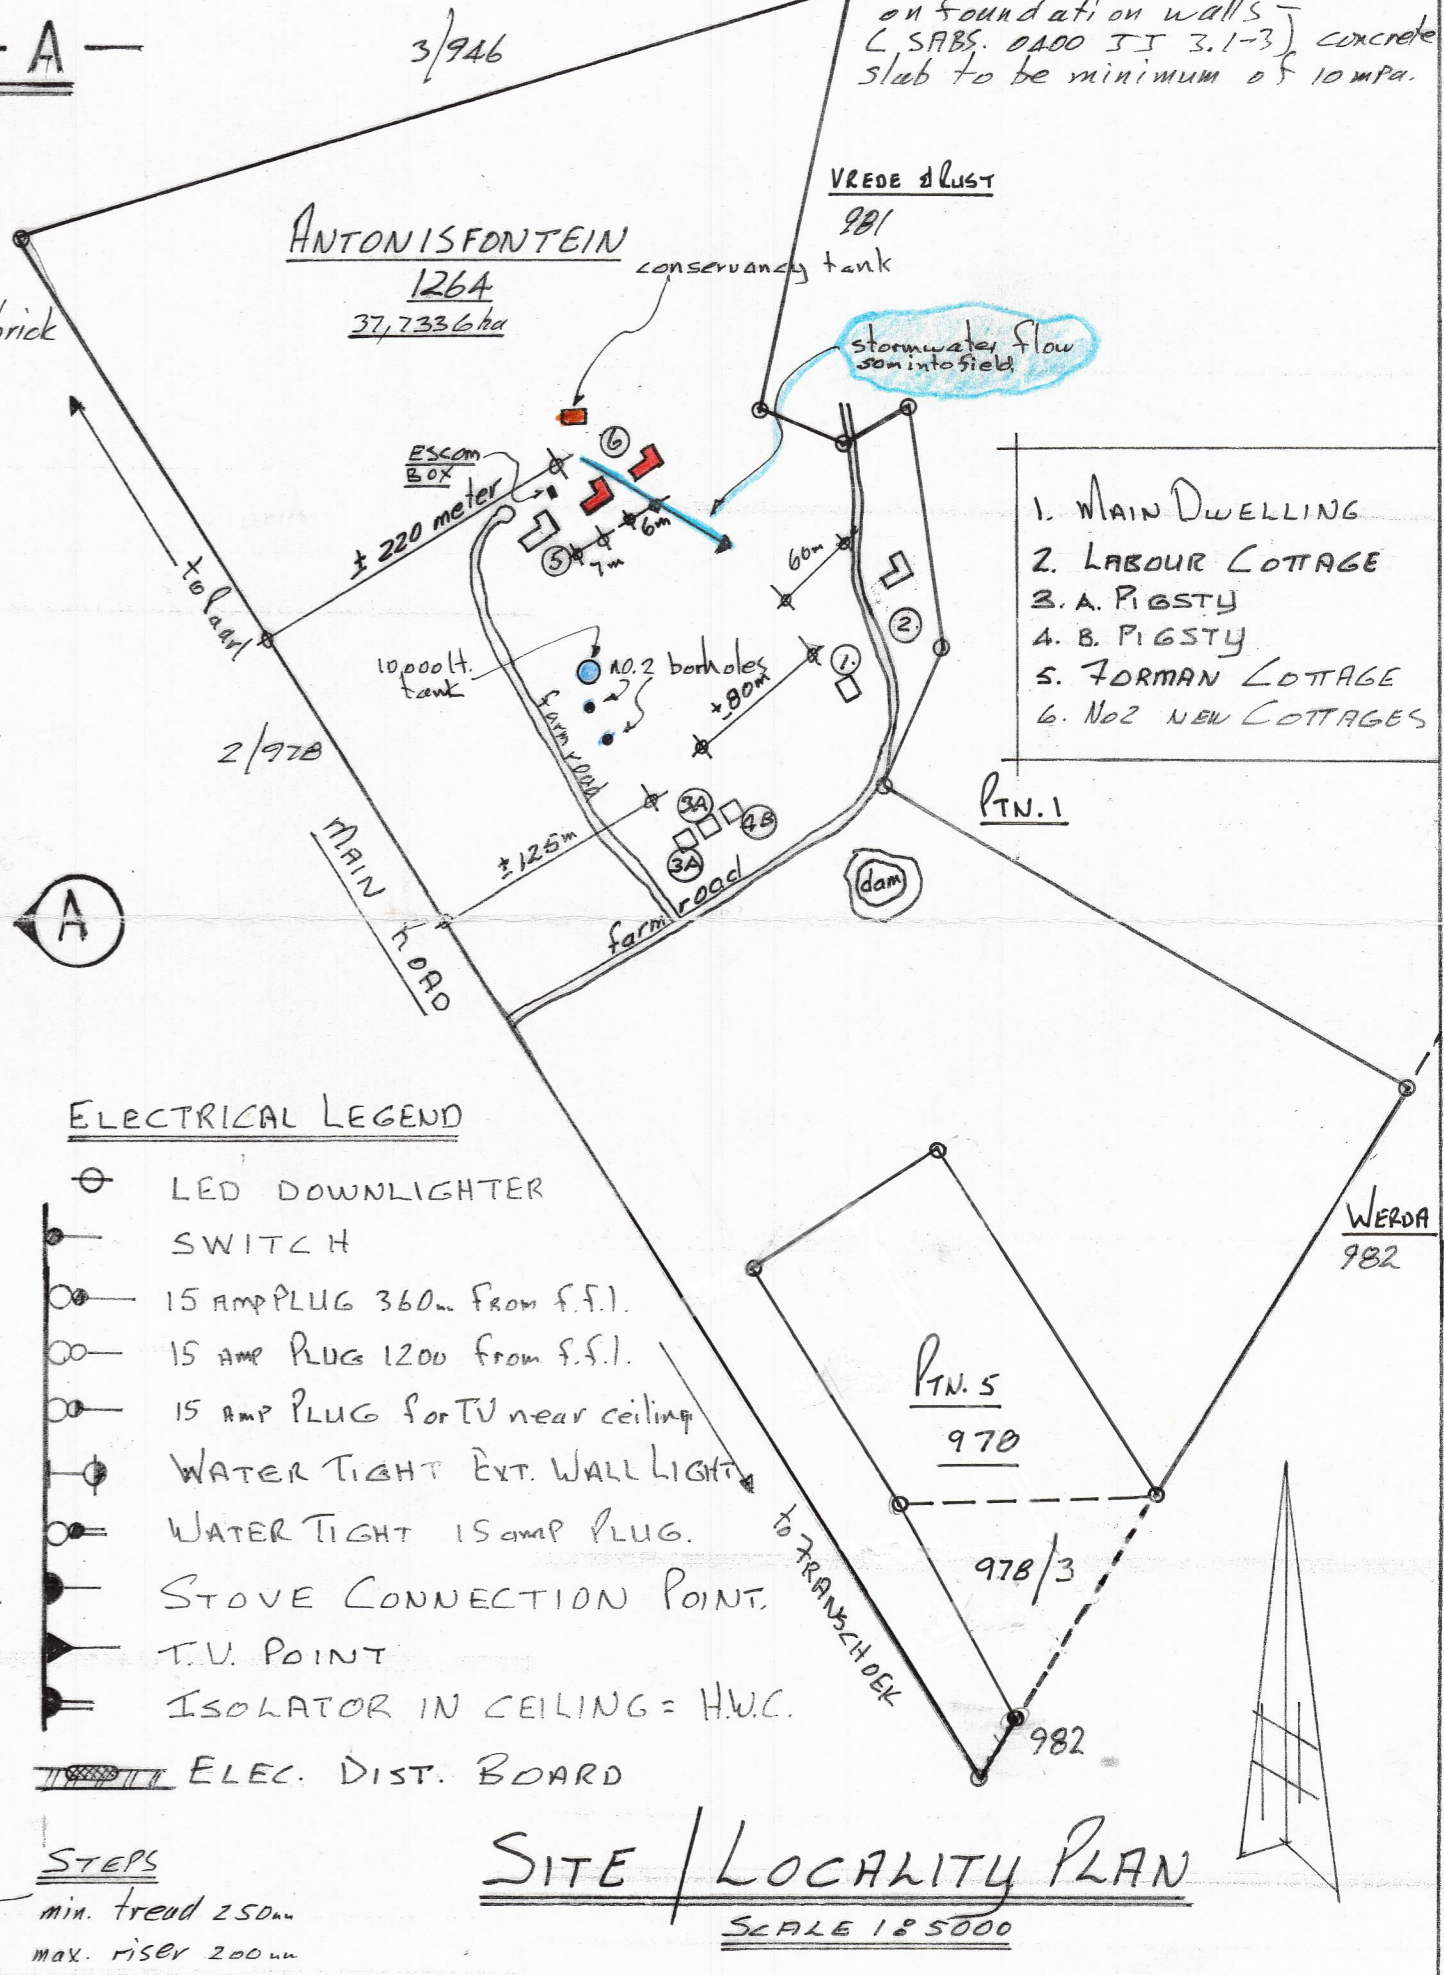 on foundation walls -
( SABS. 0400 II 3.1-3), concrete
slab to be minimum of 10 mpa.
- A -
3/946
VREDE & RUST
981
ANTONISFONTEIN
1264
37,7336 ha
conservancy tank
brick
stormwater flow
50m into field
ESCOM
BOX
6
± 220 meter
5
7m
6m
60m
2.
1. MAIN DWELLING
2. LABOUR COTTAGE
3. A. PIGSTY
4. B. PIGSTY
5. FORMAN COTTAGE
6. No2 NEW COTTAGES
to Paarl
10,000 lt.
tank
no. 2 borholes
1.
± 80m
farm road
2/978
3A
4B
3A
± 125m
PTN. 1
MAIN ROAD
A
farm road
dam
ELECTRICAL LEGEND
LED DOWNLIGHTER
SWITCH
15 AMP PLUG 360mm FROM f.f.l.
15 AMP PLUG 1200 from f.f.l.
15 AMP PLUG for TV near ceiling
WATER TIGHT EXT. WALL LIGHT
WATER TIGHT 15 amp PLUG.
STOVE CONNECTION POINT.
T.V. POINT
ISOLATOR IN CEILING = H.W.C.
ELEC. DIST. BOARD
WERDA
982
PTN. 5
978
978/3
to FRANSCHOEK
982
STEPS
min. tread 250mm
max. riser 200mm
SITE / LOCALITY PLAN
SCALE 1:5000